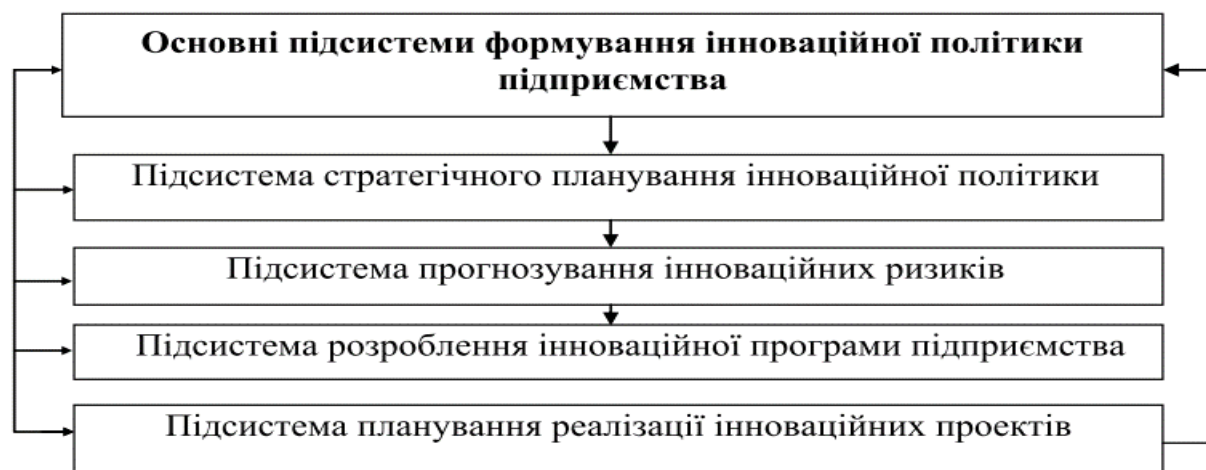 Основні підсистеми формування інноваційної політики
підприємства
Підсистема стратегічного планування інноваційної політики
Підсистема прогнозування інноваційних ризиків
Підсистема розроблення інноваційної програми підприємства
Підсистема планування реалізації інноваційних проектів